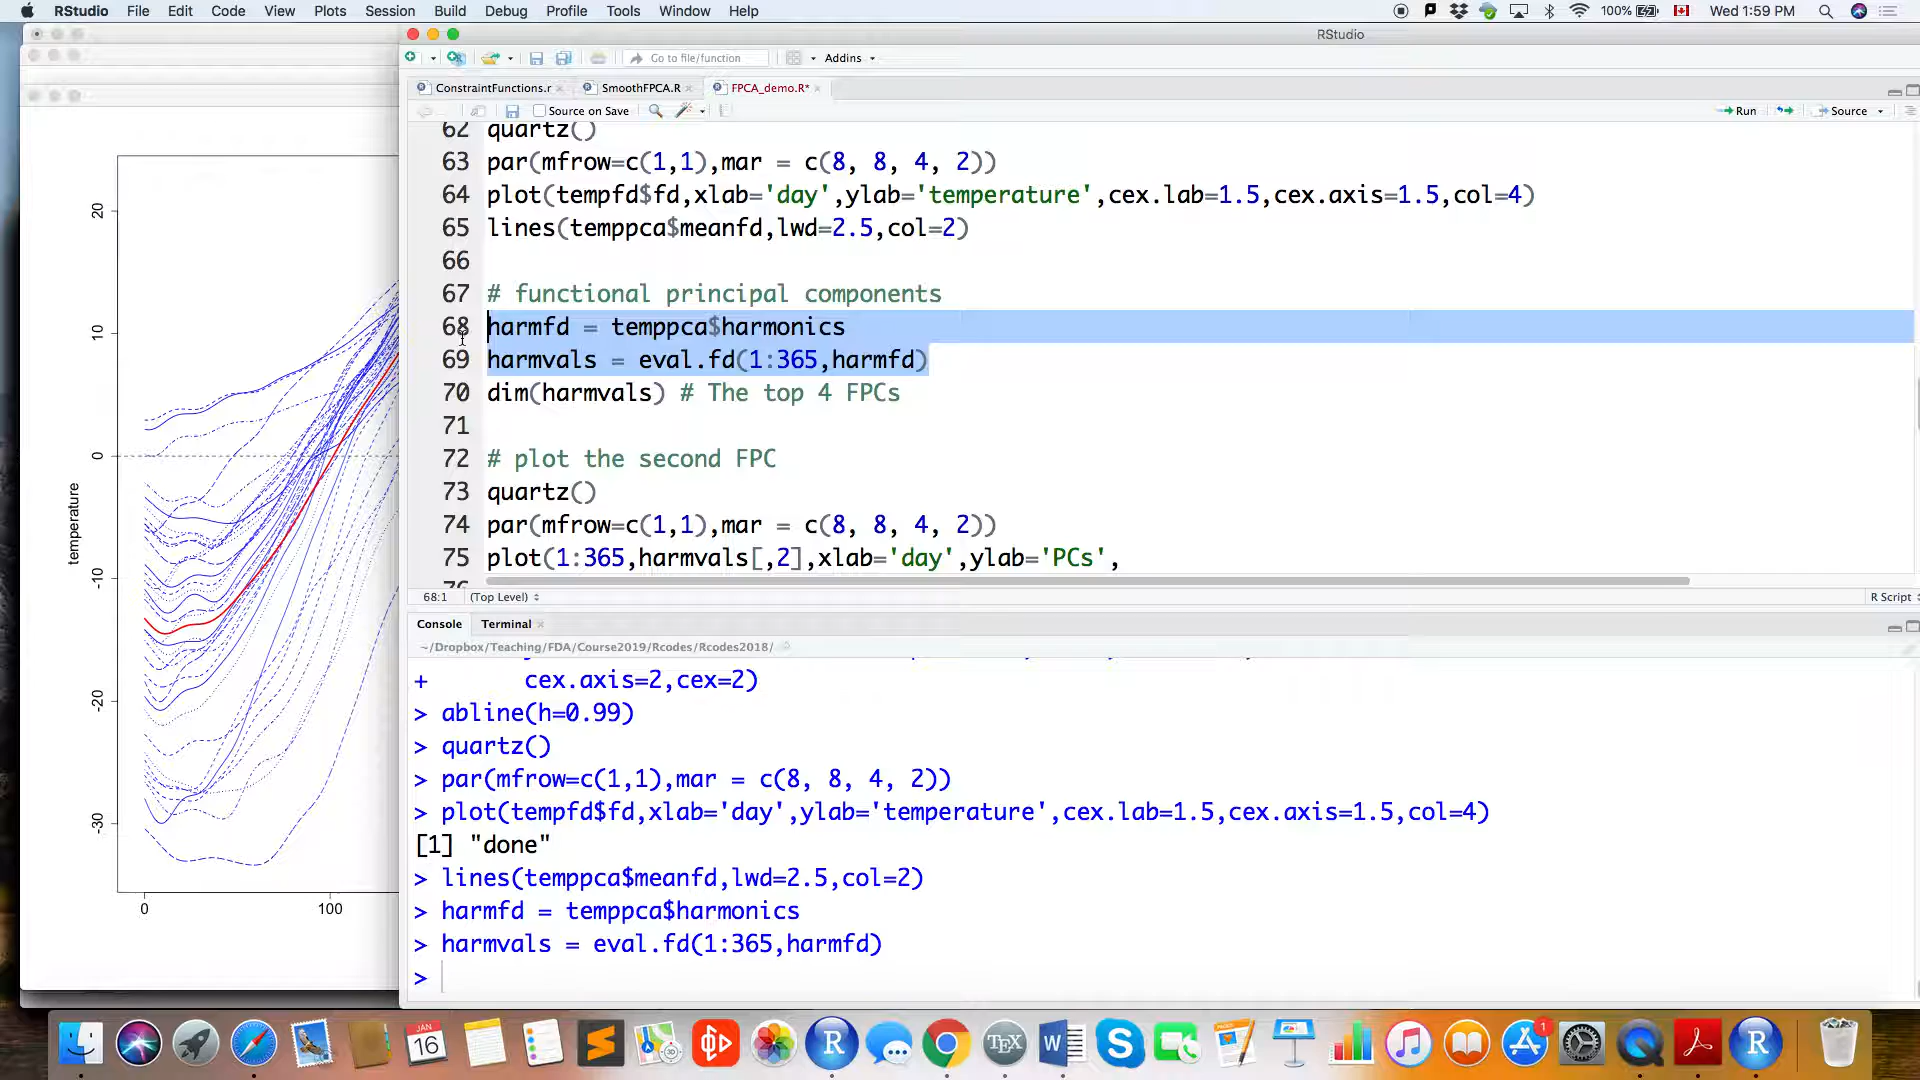 RStudio File Edit Code View Plots Session Build Debug Profile Tools Window Help 100% Wed 1:59 PM
RStudio
Go to file/function Addins
ConstraintFunctions.r SmoothFPCA.R FPCA_demo.R*
Source on Save Run Source
62 quartz()
63 par(mfrow=c(1,1),mar = c(8, 8, 4, 2))
64 plot(tempfd$fd,xlab='day',ylab='temperature',cex.lab=1.5,cex.axis=1.5,col=4)
65 lines(temppca$meanfd,lwd=2.5,col=2)
66
67 # functional principal components
68 harmfd = temppca$harmonics
69 harmvals = eval.fd(1:365,harmfd)
70 dim(harmvals) # The top 4 FPCs
71
72 # plot the second FPC
73 quartz()
74 par(mfrow=c(1,1),mar = c(8, 8, 4, 2))
75 plot(1:365,harmvals[,2],xlab='day',ylab='PCs',
76
68:1 (Top Level) R Script
Console Terminal
~/Dropbox/Teaching/FDA/Course2019/Rcodes/Rcodes2018/
+ cex.axis=2,cex=2)
> abline(h=0.99)
> quartz()
> par(mfrow=c(1,1),mar = c(8, 8, 4, 2))
> plot(tempfd$fd,xlab='day',ylab='temperature',cex.lab=1.5,cex.axis=1.5,col=4)
[1] "done"
> lines(temppca$meanfd,lwd=2.5,col=2)
> harmfd = temppca$harmonics
> harmvals = eval.fd(1:365,harmfd)
>
temperature
20
10
0
-10
-20
-30
0 100
JAN
16
TEX
W
S
R
1
R